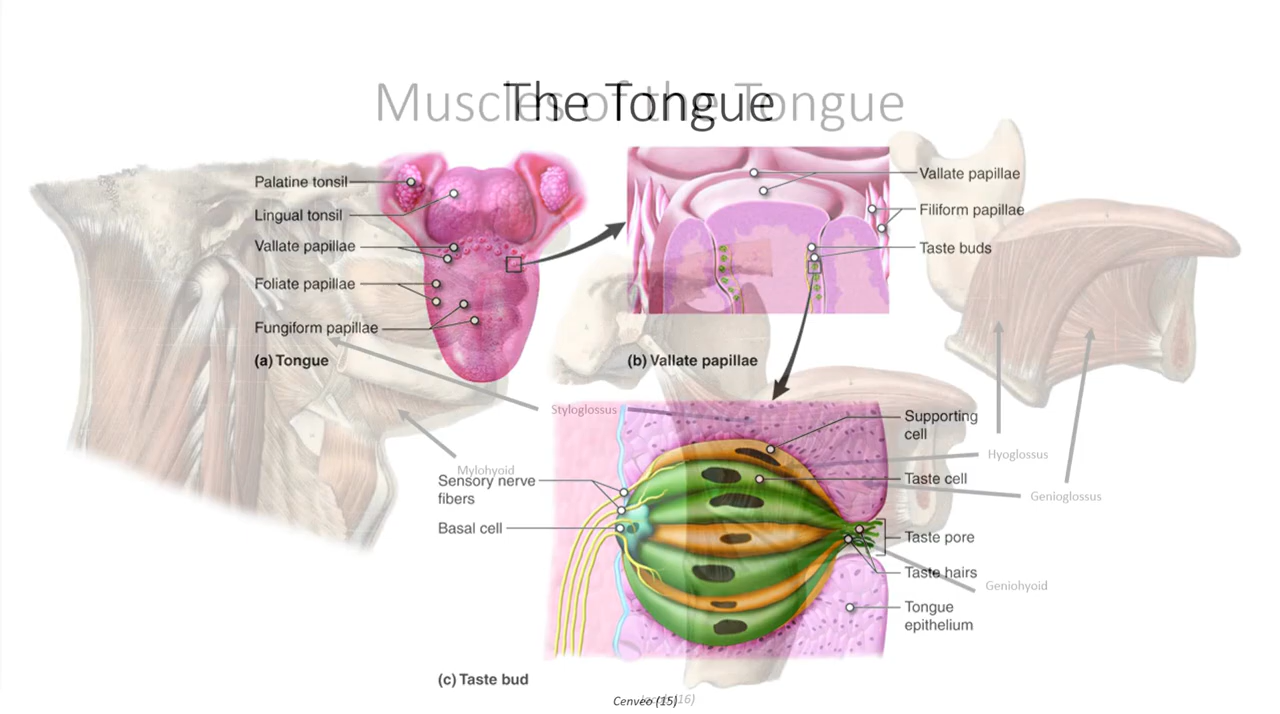 Muscles of the Tongue
The Tongue
Palatine tonsil
Lingual tonsil
Vallate papillae
Foliate papillae
Fungiform papillae
(a) Tongue
Vallate papillae
Filiform papillae
Taste buds
(b) Vallate papillae
Styloglossus
Mylohyoid
Hyoglossus
Genioglossus
Geniohyoid
Supporting
cell
Taste cell
Sensory nerve
fibers
Basal cell
Taste pore
Taste hairs
Tongue
epithelium
(c) Taste bud
Cenveo (15)
(16)